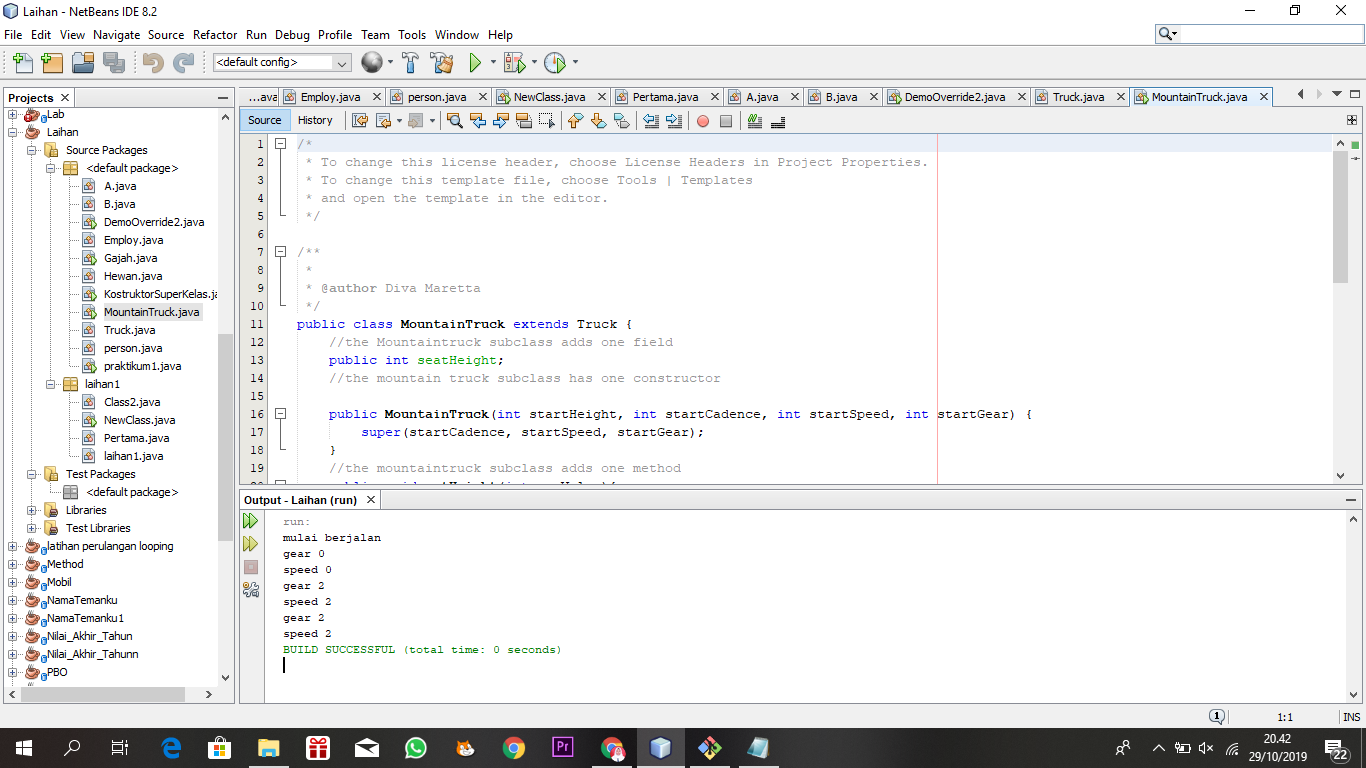 Laihan - NetBeans IDE 8.2
File Edit View Navigate Source Refactor Run Debug Profile Team Tools Window Help
<default config>
Projects
Lab
Laihan
Source Packages
<default package>
A.java
B.java
DemoOverride2.java
Employ.java
Gajah.java
Hewan.java
KostruktorSuperKelas.ja
MountainTruck.java
Truck.java
person.java
praktikum1.java
laihan1
Class2.java
NewClass.java
Pertama.java
laihan1.java
Test Packages
<default package>
Libraries
Test Libraries
latihan perulangan looping
Method
Mobil
NamaTemanku
NamaTemanku1
Nilai_Akhir_Tahun
Nilai_Akhir_Tahunn
PBO
...ava Employ.java person.java NewClass.java Pertama.java A.java B.java DemoOverride2.java Truck.java MountainTruck.java
Source History
1 /*
2 * To change this license header, choose License Headers in Project Properties.
3 * To change this template file, choose Tools | Templates
4 * and open the template in the editor.
5 */
6
7 /**
8 *
9 * @author Diva Maretta
10 */
11 public class MountainTruck extends Truck {
12 //the Mountaintruck subclass adds one field
13 public int seatHeight;
14 //the mountain truck subclass has one constructor
15
16 public MountainTruck(int startHeight, int startCadence, int startSpeed, int startGear) {
17 super(startCadence, startSpeed, startGear);
18 }
19 //the mountaintruck subclass adds one method
Output - Laihan (run)
run:
mulai berjalan
gear 0
speed 0
gear 2
speed 2
gear 2
speed 2
BUILD SUCCESSFUL (total time: 0 seconds)
1 1:1 INS
Pr
20.42
29/10/2019
22